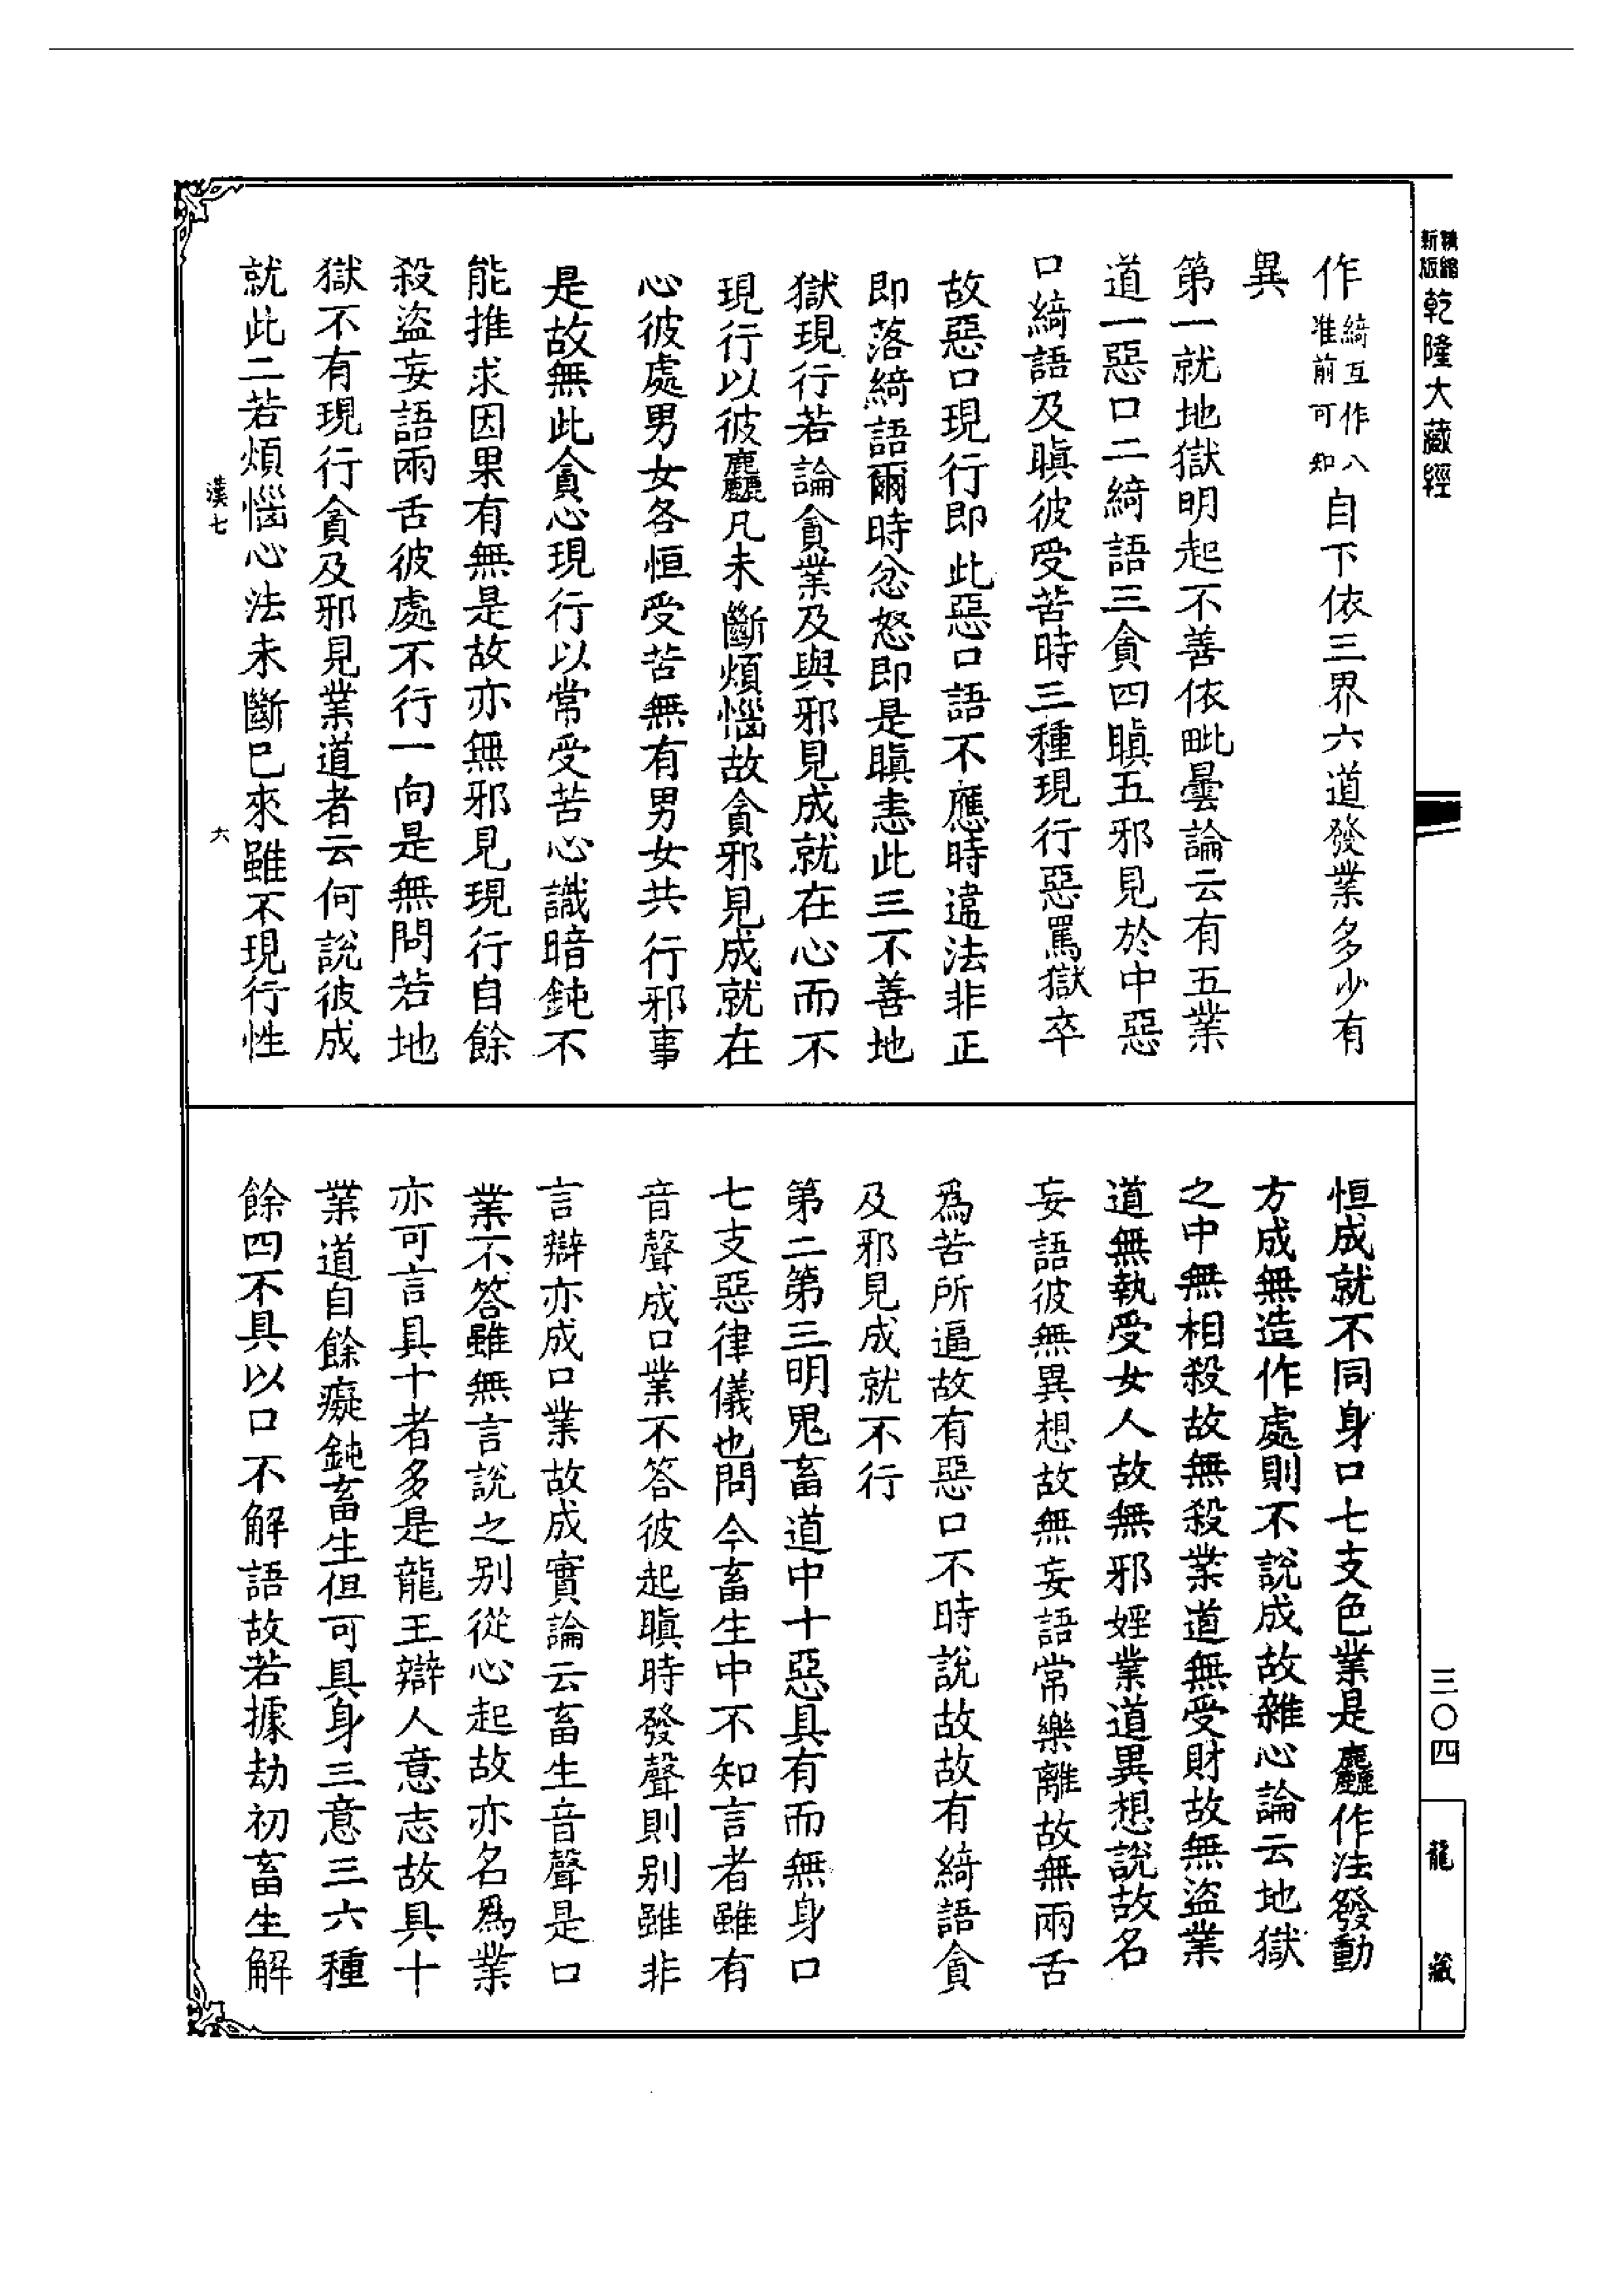 精縮新版乾隆大藏經
作綺互作八准前可知自下依三界六道發業多少有
異
第一就地獄明起不善依毗曇論云有五業
道一惡口二綺語三貪四瞋五邪見於中惡
口綺語及瞋彼受苦時三種現行惡罵獄卒
故惡口現行即此惡口語不應時違法非正
即落綺語爾時忿怒即是瞋恚此三不善地
獄現行若論貪業及與邪見成就在心而不
現行以彼麤凡未斷煩惱故貪邪見成就在
心彼處男女各恒受苦無有男女共行邪事
是故無此貪心現行以常受苦心識暗鈍不
能推求因果有無是故亦無邪見現行自餘
殺盜妄語兩舌彼處不行一向是無問若地
獄不有現行貪及邪見業道者云何說彼成
就此二若煩惱心法未斷已來雖不現行性
漢七 六
恒成就不同身口七支色業是麤作法發動
方成無造作處則不說成故雜心論云地獄
之中無相殺故無殺業道無受財故無盜業
道無執受女人故無邪婬業道異想說故名
妄語彼無異想故無妄語常樂離故無兩舌
爲苦所逼故有惡口不時說故故有綺語貪
及邪見成就不行
第二第三明鬼畜道中十惡具有而無身口
七支惡律儀也問今畜生中不知言者雖有
音聲成口業不答彼起瞋時發聲則別雖非
言辯亦成口業故成實論云畜生音聲是口
業不答雖無言說之別從心起故亦名爲業
亦可言具十者多是龍王辯人意志故具十
業道自餘癡鈍畜生但可具身三意三六種
餘四不具以口不解語故若據劫初畜生解
三〇四
龍藏